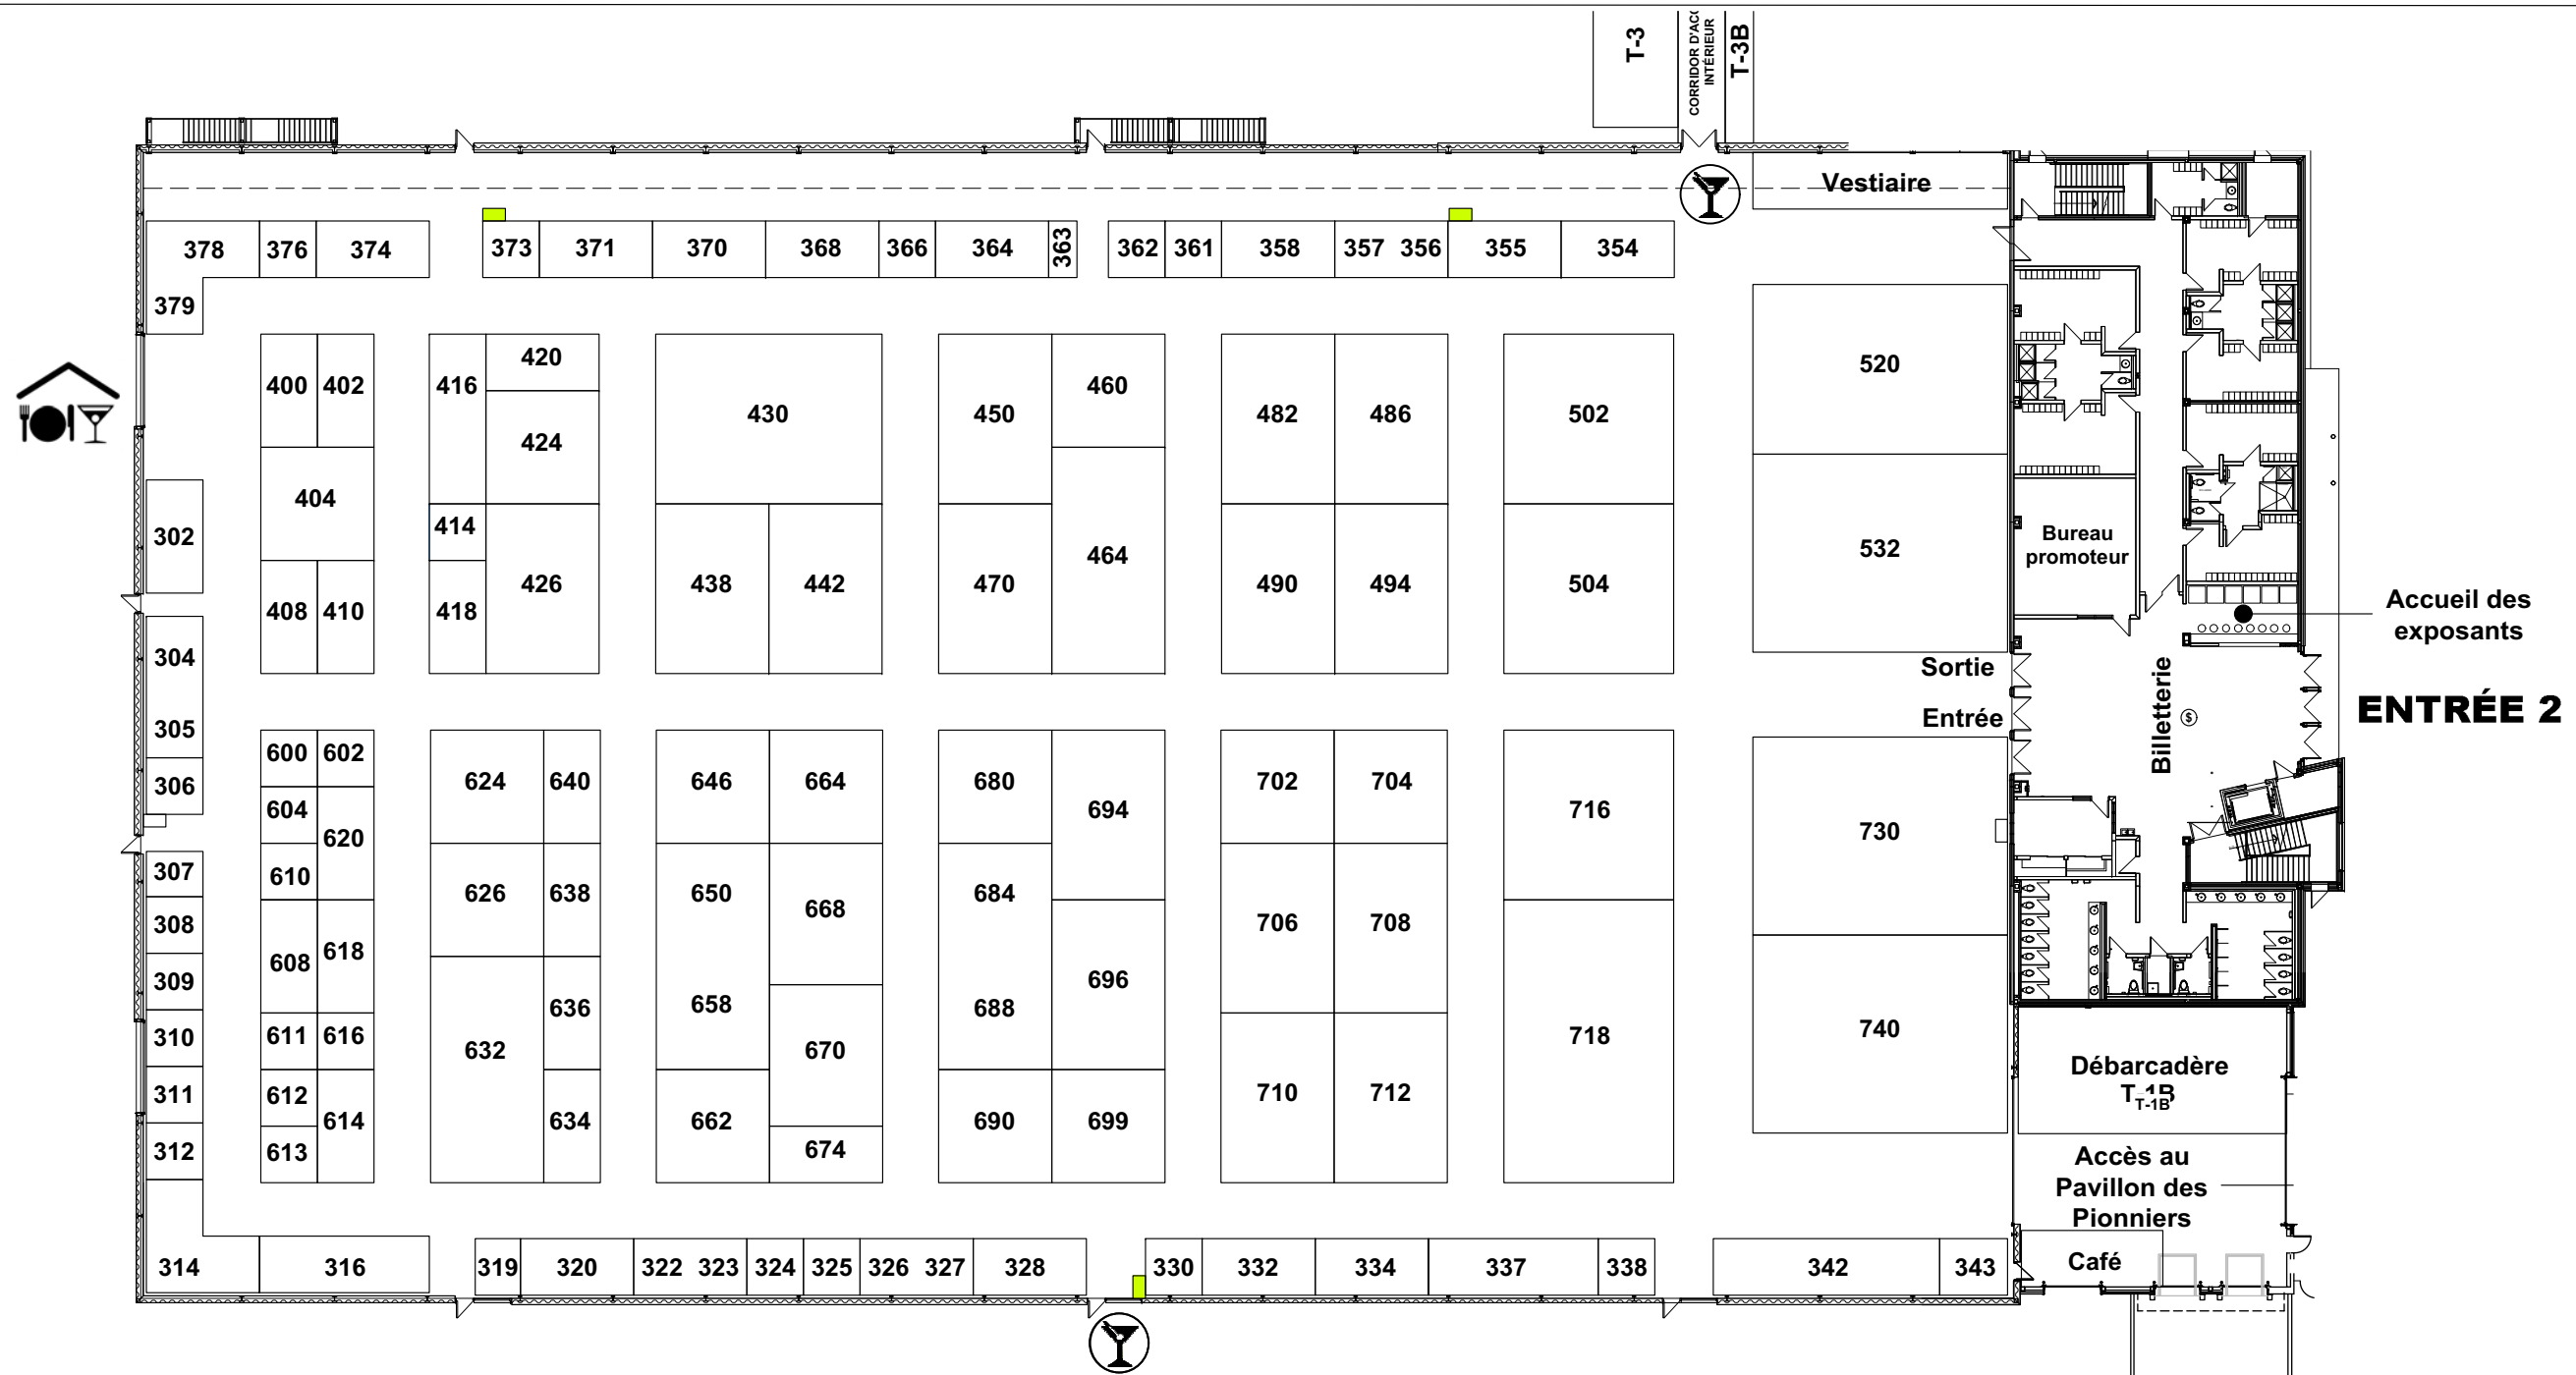 T-3
CORRIDOR D'ACC
INTÉRIEUR
T-3B
Vestiaire
378 376 374 373 371 370 368 366 364 363 362 361 358 357 356 355 354
379
400 402 416 420 430 450 460 482 486 502 520
424
404
302 414 464 532
408 410 418 426 438 442 470 490 494 504
Bureau
promoteur
Accueil des
exposants
304
305
306
Sortie
Entrée
Billetterie
$
ENTRÉE 2
600 602 624 640 646 664 680 694 702 704 716 730
604 620
307 610 626 638 650 668 684 706 708
308 618
309 608 696
310 611 616 632 636 658 670 688 718 740
311 612 614 634 662 690 699 710 712
312 613 674
Débarcadère
T-1B
T-1B
Accès au
Pavillon des
Pionniers
Café
314 316 319 320 322 323 324 325 326 327 328 330 332 334 337 338 342 343